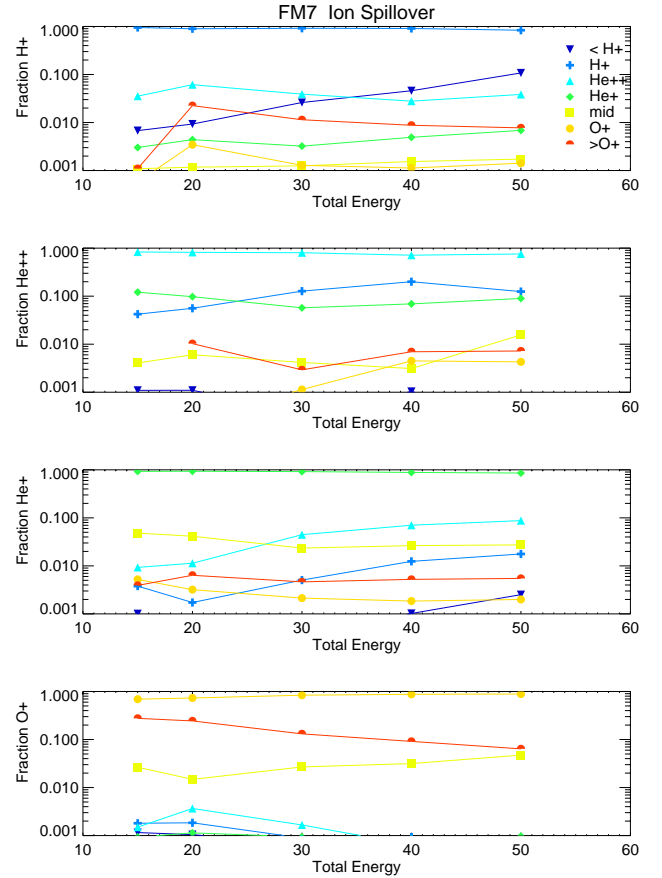 FM7 Ion Spillover
Fraction H+
1.000
0.100
0.010
0.001
< H+
H+
He++
He+
mid
O+
>O+
10 20 30 40 50 60
Total Energy
Fraction He++
1.000
0.100
0.010
0.001
10 20 30 40 50 60
Total Energy
Fraction He+
1.000
0.100
0.010
0.001
10 20 30 40 50 60
Total Energy
Fraction O+
1.000
0.100
0.010
0.001
10 20 30 40 50 60
Total Energy